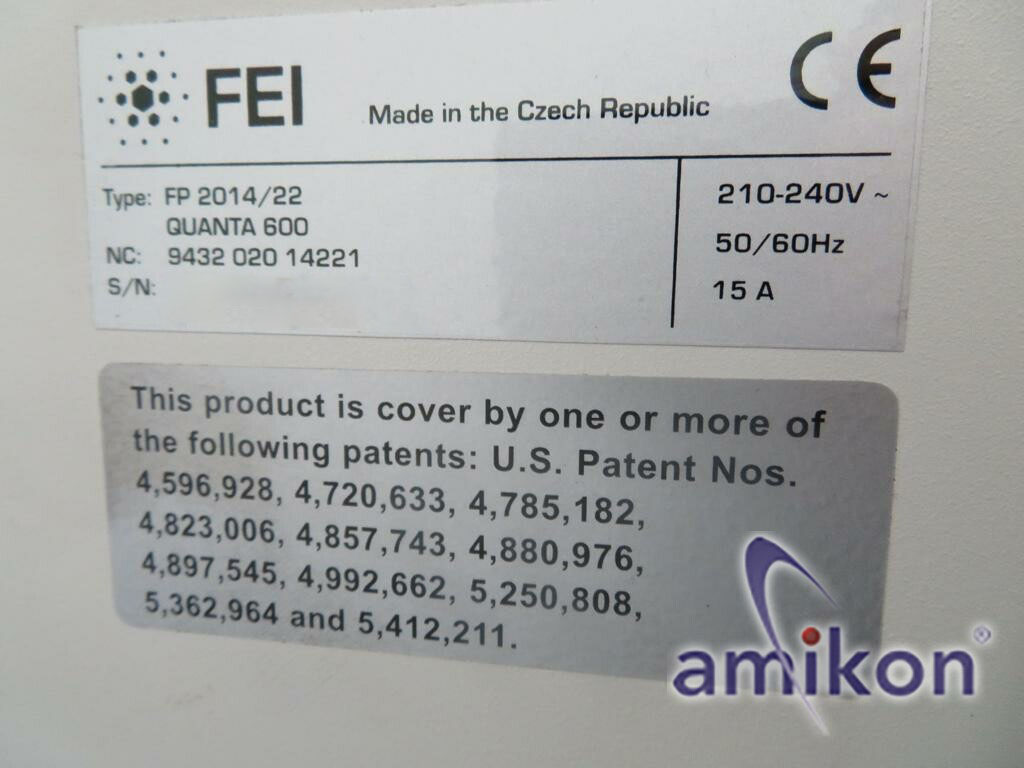 FEI
Made in the Czech Republic
CE
Type: FP 2014/22
QUANTA 600
NC: 9432 020 14221
S/N:
210-240V ~
50/60Hz
15 A
This product is cover by one or more of
the following patents: U.S. Patent Nos.
4,596,928, 4,720,633, 4,785,182,
4,823,006, 4,857,743, 4,880,976,
4,897,545, 4,992,662, 5,250,808,
5,362,964 and 5,412,211.
amikon®